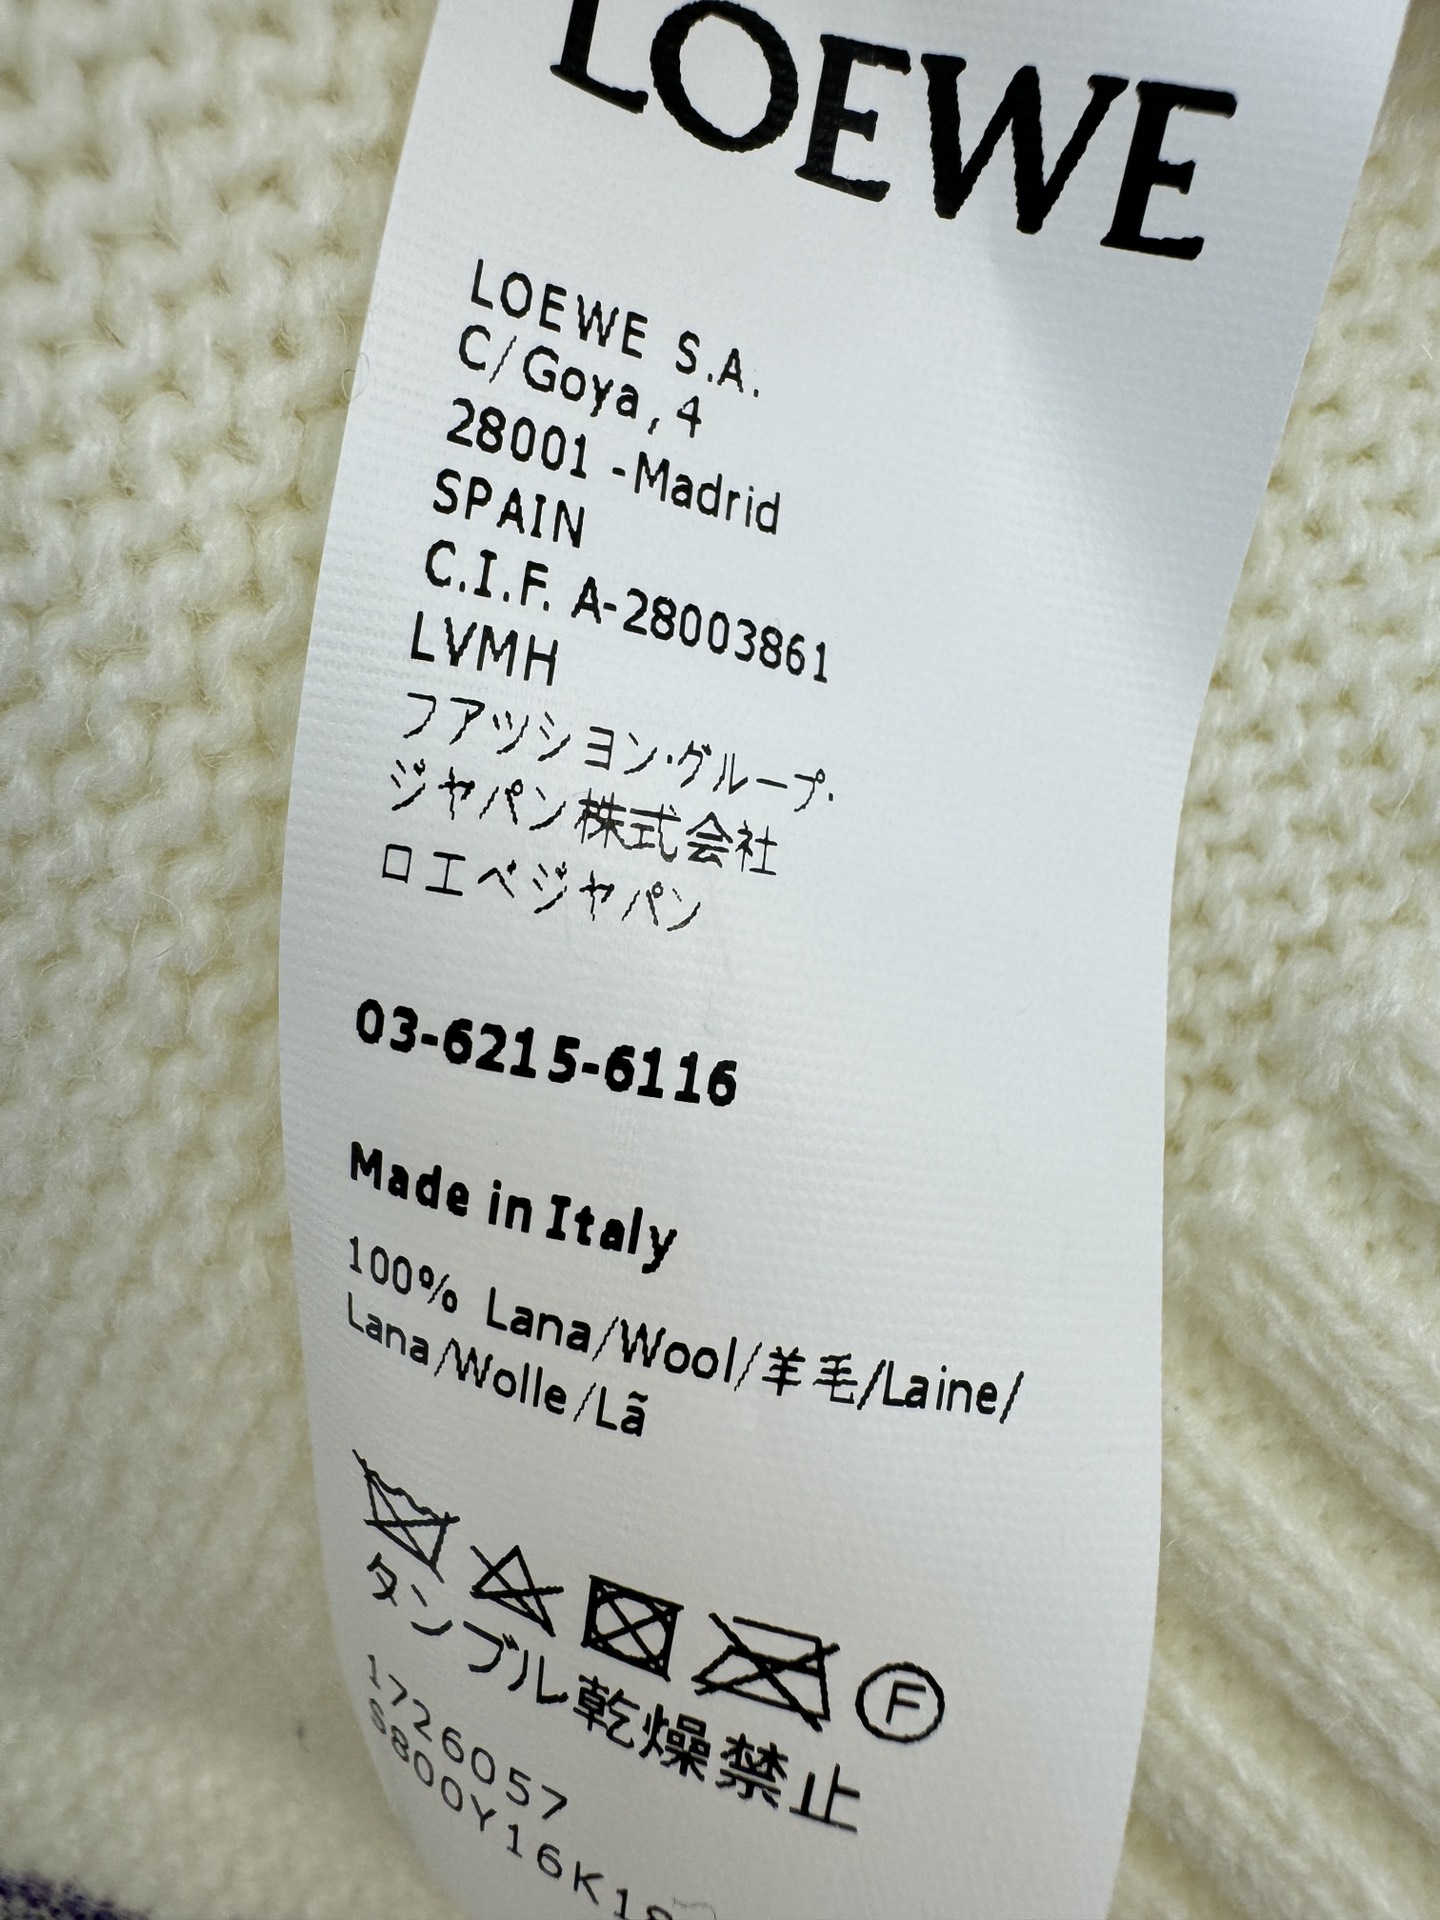 LOEWE
LOEWE S.A.
C/Goya, 4
28001 -Madrid
SPAIN
C.I.F. A-28003861
LVMH
ファッション・グループ・
ジャパン株式会社
ロエベジャパン
03-6215-6116
Made in Italy
100% Lana/Wool/羊毛/Laine/
Lana/Wolle/Lã
F
タンブル乾燥禁止
1726057